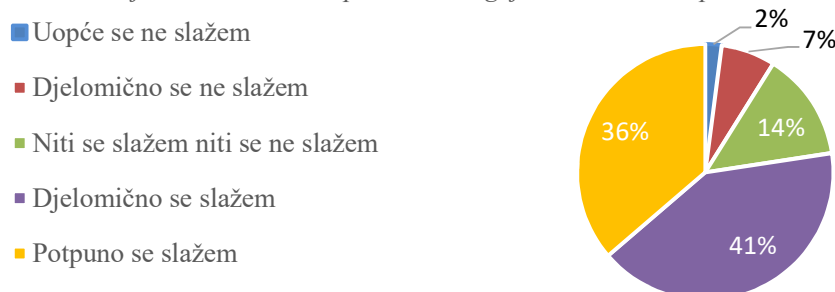 Uopće se ne slažem
Djelomično se ne slažem
Niti se slažem niti se ne slažem
Djelomično se slažem
Potpuno se slažem
2%
7%
14%
41%
36%